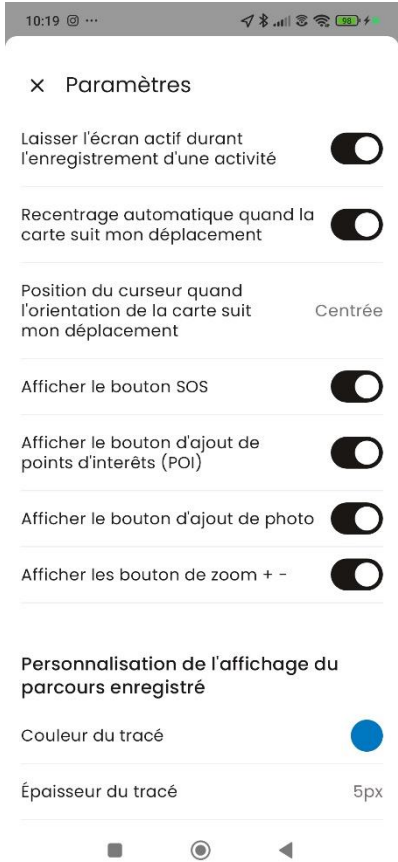 10:19
98
× Paramètres
Laisser l'écran actif durant
l'enregistrement d'une activité
Recentrage automatique quand la
carte suit mon déplacement
Position du curseur quand
l'orientation de la carte suit
mon déplacement
Centrée
Afficher le bouton SOS
Afficher le bouton d'ajout de
points d'interêts (POI)
Afficher le bouton d'ajout de photo
Afficher les bouton de zoom + -
Personnalisation de l'affichage du
parcours enregistré
Couleur du tracé
Épaisseur du tracé
5px